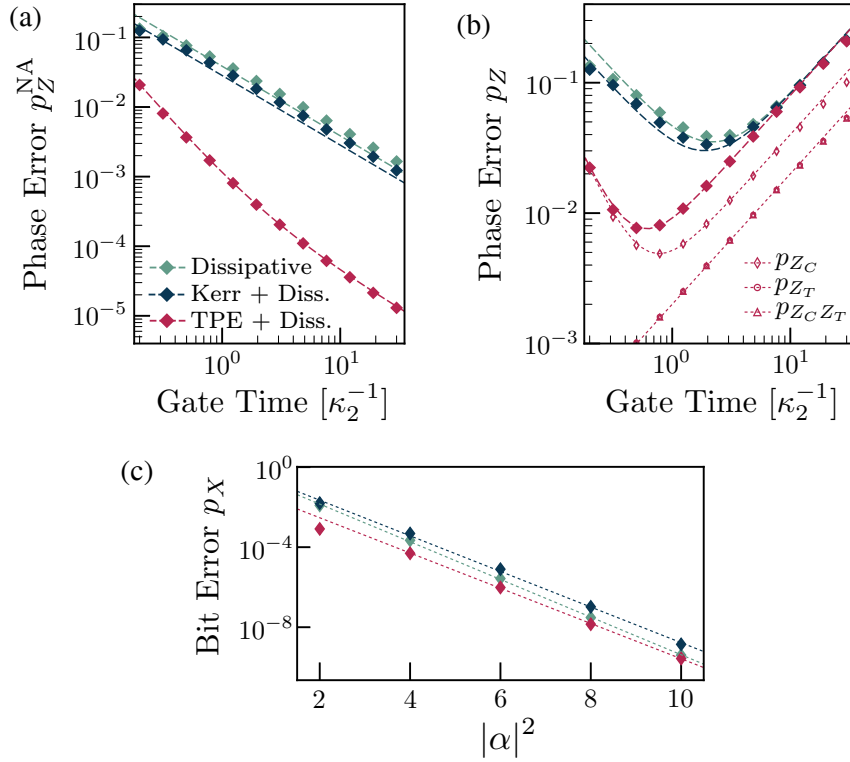 (a)
Phase Error p_Z^NA
10^-1
10^-2
10^-3
10^-4
10^-5
Dissipative
Kerr + Diss.
TPE + Diss.
10^0
10^1
Gate Time [κ_2^-1]
(b)
Phase Error p_Z
10^-1
10^-2
10^-3
p_{Z_C}
p_{Z_T}
p_{Z_C Z_T}
10^0
10^1
Gate Time [κ_2^-1]
(c)
Bit Error p_X
10^0
10^-4
10^-8
2
4
6
8
10
|α|^2